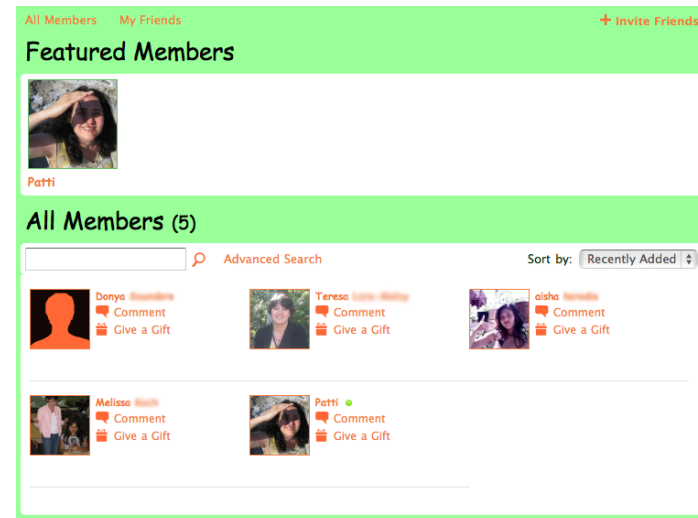 All Members My Friends + Invite Friends
Featured Members
Patti
All Members (5)
Advanced Search Sort by: Recently Added
Donya Teresa aisha
Comment Comment Comment
Give a Gift Give a Gift Give a Gift
Melissa Patti
Comment Comment
Give a Gift Give a Gift